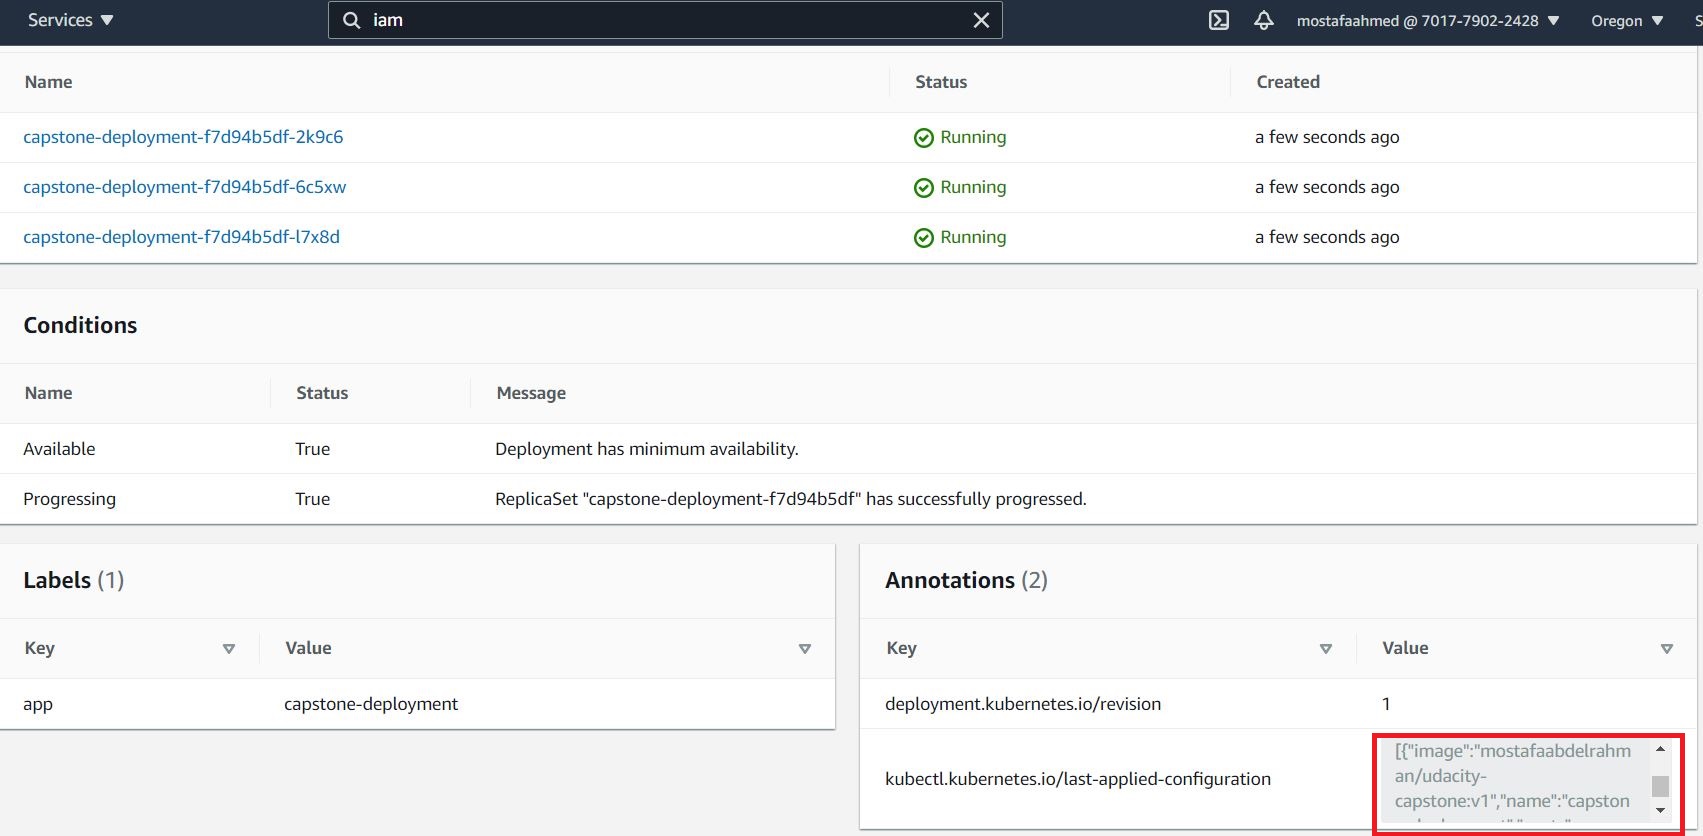 Services iam mostafaahmed @ 7017-7902-2428 Oregon S
Name Status Created
capstone-deployment-f7d94b5df-2k9c6 Running a few seconds ago
capstone-deployment-f7d94b5df-6c5xw Running a few seconds ago
capstone-deployment-f7d94b5df-l7x8d Running a few seconds ago
Conditions
Name Status Message
Available True Deployment has minimum availability.
Progressing True ReplicaSet "capstone-deployment-f7d94b5df" has successfully progressed.
Labels (1)
Key Value
app capstone-deployment
Annotations (2)
Key Value
deployment.kubernetes.io/revision 1
kubectl.kubernetes.io/last-applied-configuration
[{"image":"mostafaabdelrahm
an/udacity-
capstone:v1","name":"capston